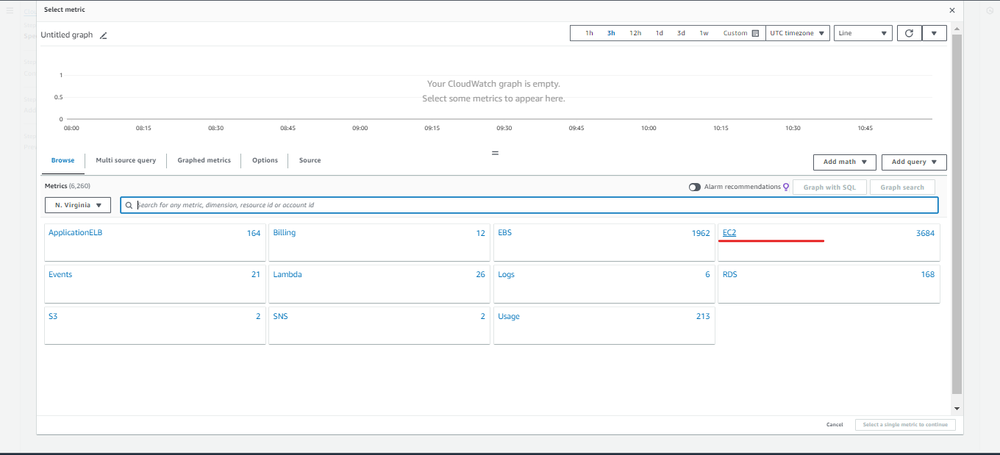 Select metric
Untitled graph
1h 3h 12h 1d 3d 1w Custom UTC timezone Line
1
0.5
0
Your CloudWatch graph is empty.
Select some metrics to appear here.
08:00 08:15 08:30 08:45 09:00 09:15 09:30 09:45 10:00 10:15 10:30 10:45
Browse Multi source query Graphed metrics Options Source Add math Add query
Metrics (6,260) Alarm recommendations Graph with SQL Graph search
N. Virginia Search for any metric, dimension, resource id or account id
ApplicationELB 164 Billing 12 EBS 1962 EC2 3684
Events 21 Lambda 26 Logs 6 RDS 168
S3 2 SNS 2 Usage 213
Cancel Select a single metric to continue